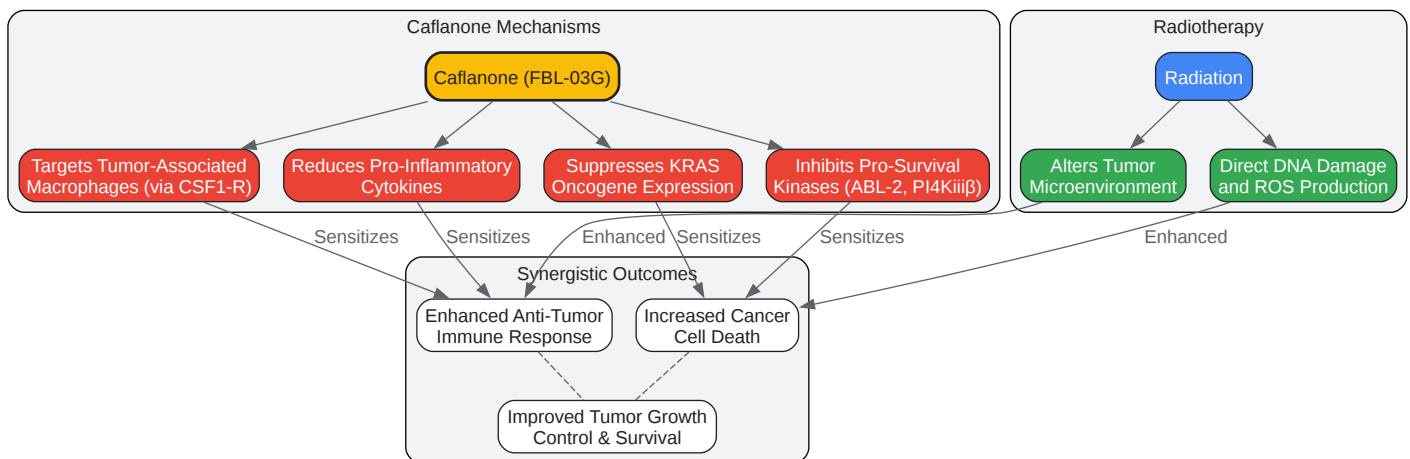 Caflanone Mechanisms
Radiotherapy
Caflanone (FBL-03G)
Radiation
Targets Tumor-Associated
Macrophages (via CSF1-R)
Reduces Pro-Inflammatory
Cytokines
Suppresses KRAS
Oncogene Expression
Inhibits Pro-Survival
Kinases (ABL-2, PI4Kiiiβ)
Alters Tumor
Microenvironment
Direct DNA Damage
and ROS Production
Sensitizes
Sensitizes
Enhanced
Sensitizes
Sensitizes
Enhanced
Synergistic Outcomes
Enhanced Anti-Tumor
Immune Response
Increased Cancer
Cell Death
Improved Tumor Growth
Control & Survival